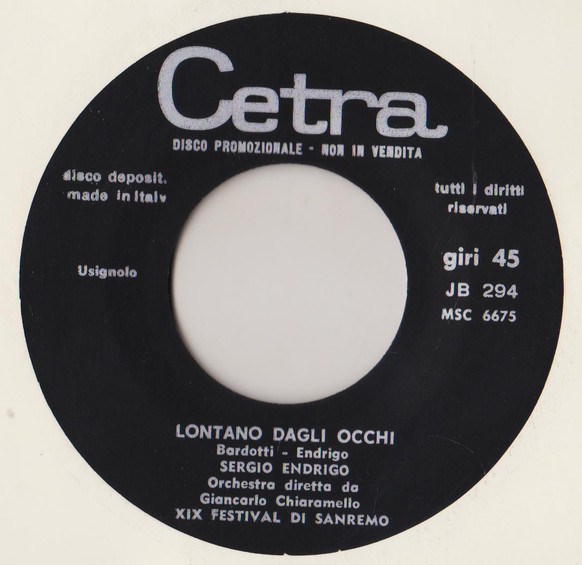 Cetra
DISCO PROMOZIONALE - NON IN VENDITA
disco deposit.
made in Italy
tutti i diritti
riservati
Usignolo
giri 45
JB 294
MSC 6675
LONTANO DAGLI OCCHI
Bardotti - Endrigo
SERGIO ENDRIGO
Orchestra diretta da
Giancarlo Chiaramello
XIX FESTIVAL DI SANREMO